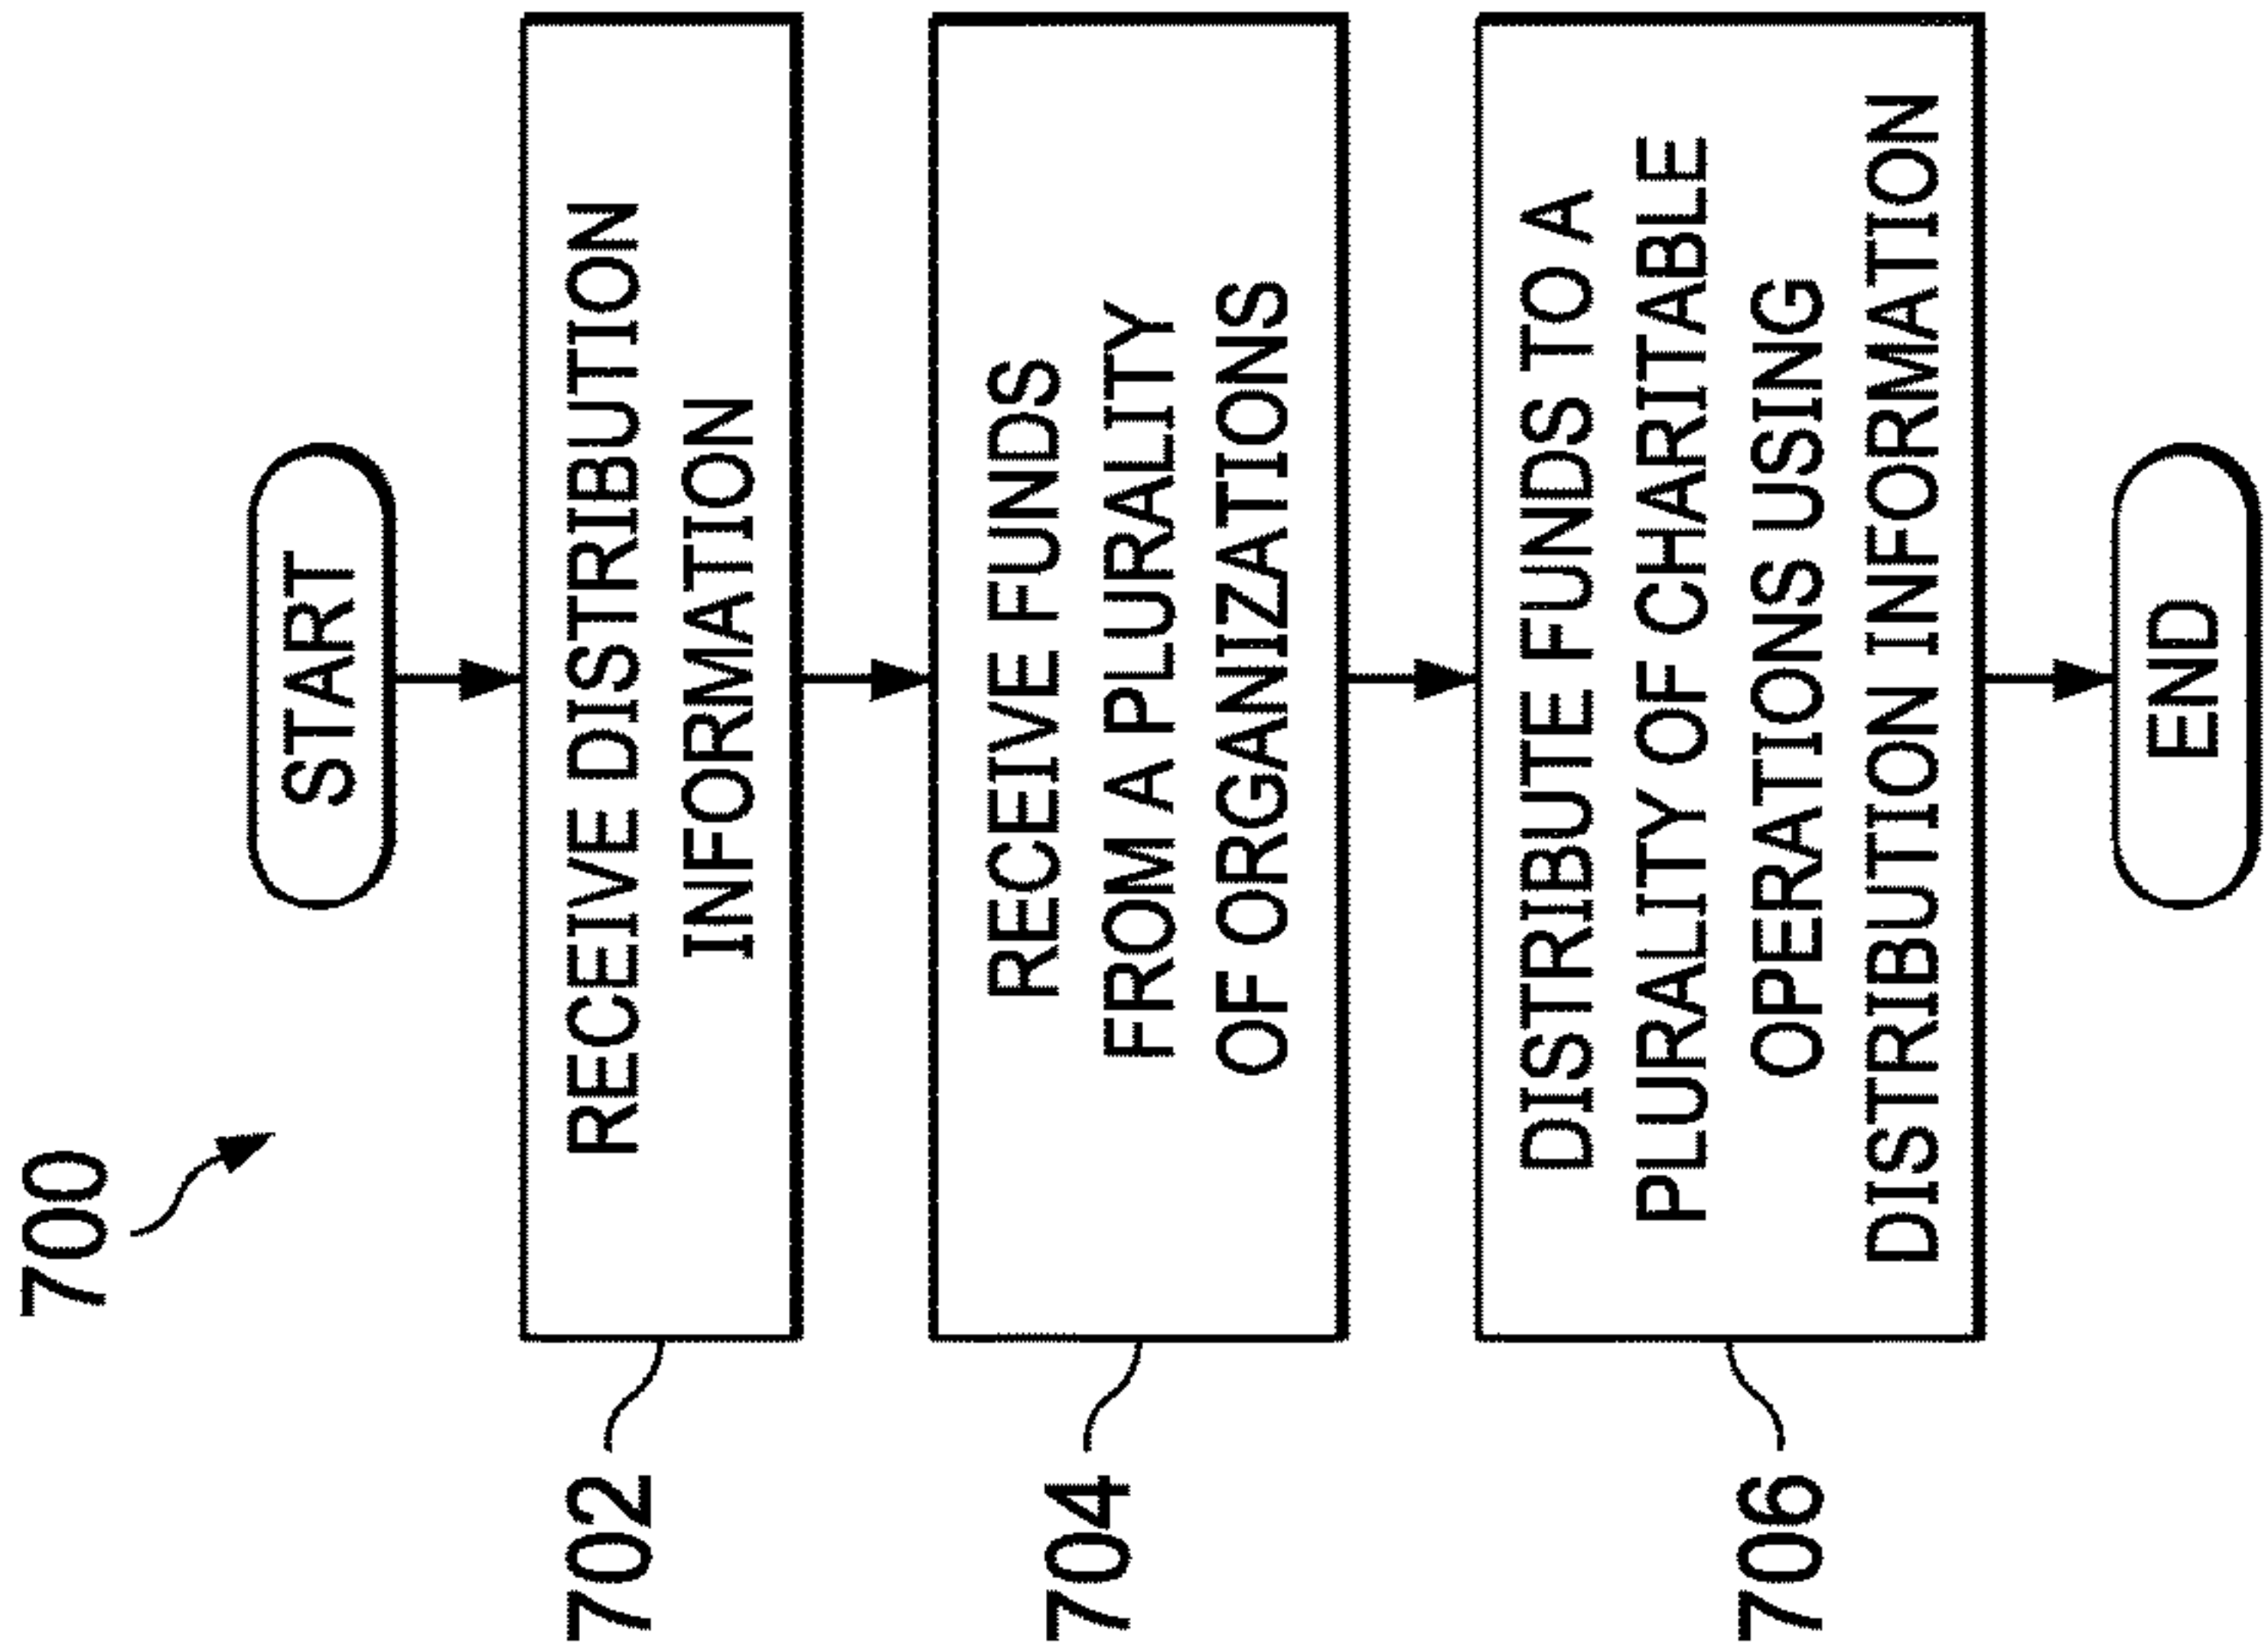 700
START
702
RECEIVE DISTRIBUTION
INFORMATION
704
RECEIVE FUNDS
FROM A PLURALITY
OF ORGANIZATIONS
706
DISTRIBUTE FUNDS TO A
PLURALITY OF CHARITABLE
OPERATIONS USING
DISTRIBUTION INFORMATION
END